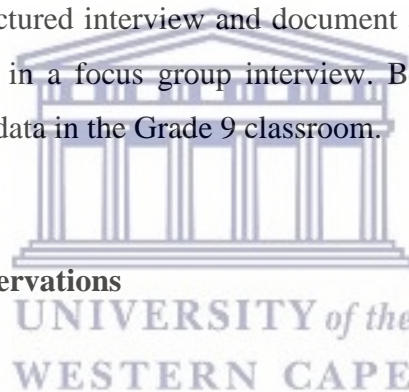 ctured interview and document
in a focus group interview. B
data in the Grade 9 classroom.
ervations
UNIVERSITY of the
WESTERN CAPE